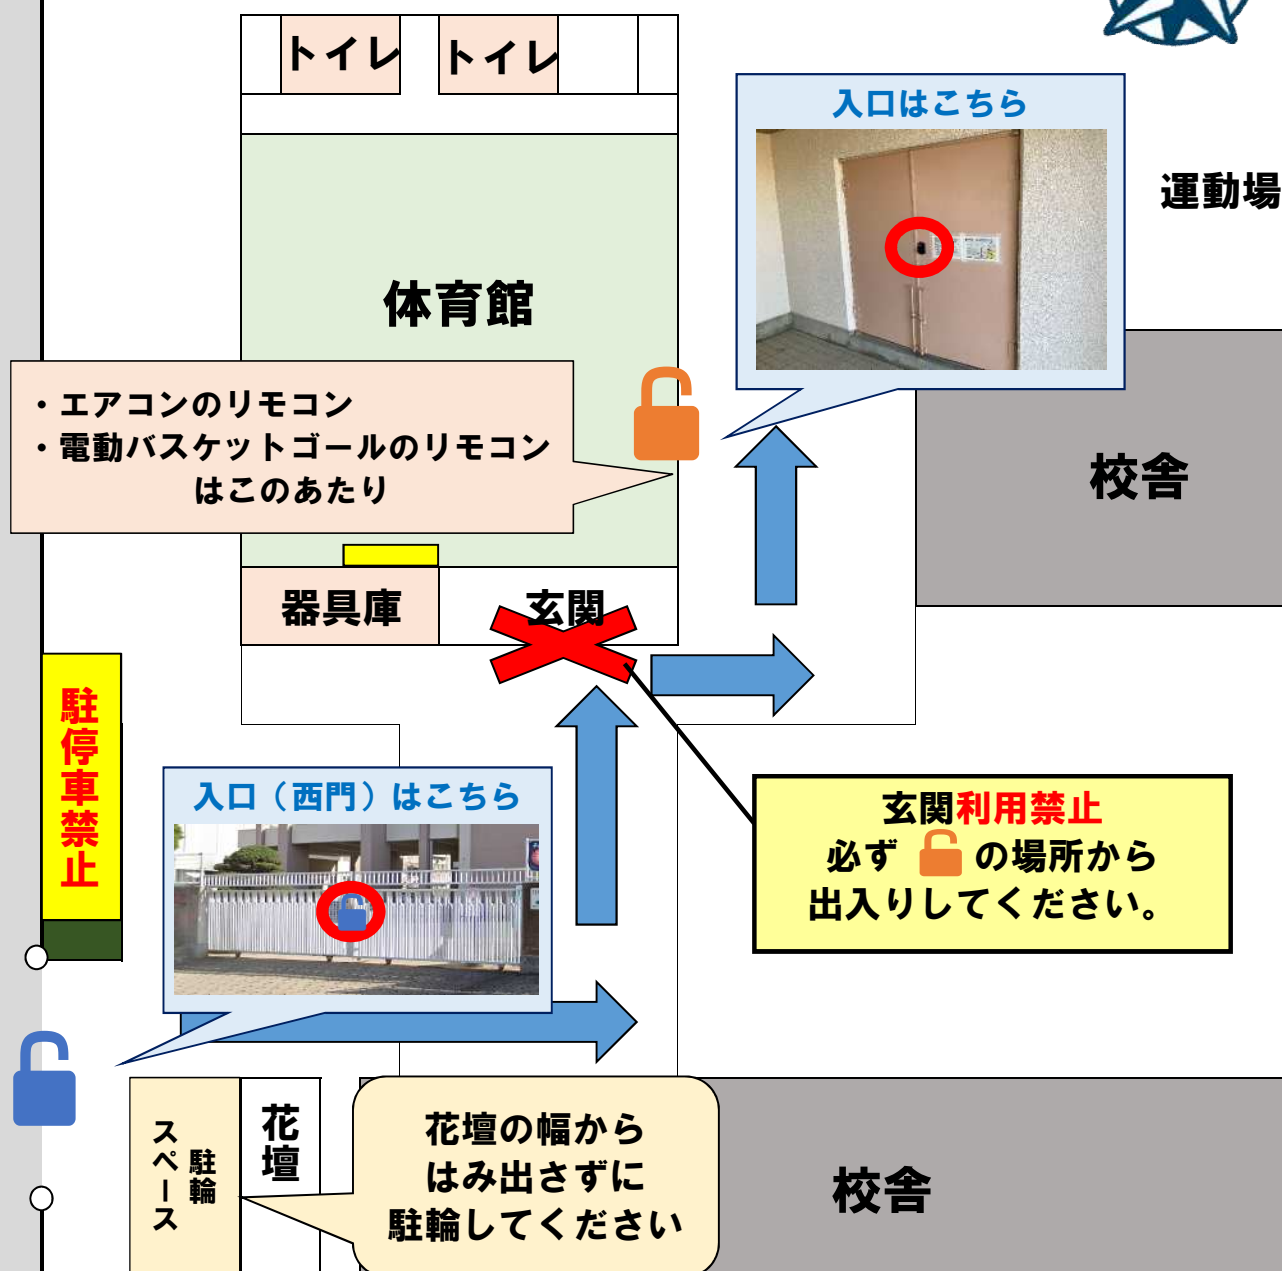 トイレ
トイレ
入口はこちら
運動場
体育館
・エアコンのリモコン
・電動バスケットゴールのリモコン
はこのあたり
校舎
器具庫
玄関
駐停車禁止
入口（西門）はこちら
玄関利用禁止
必ず の場所から
出入りしてください。
駐輪
スペース
花壇
花壇の幅から
はみ出さずに
駐輪してください
校舎